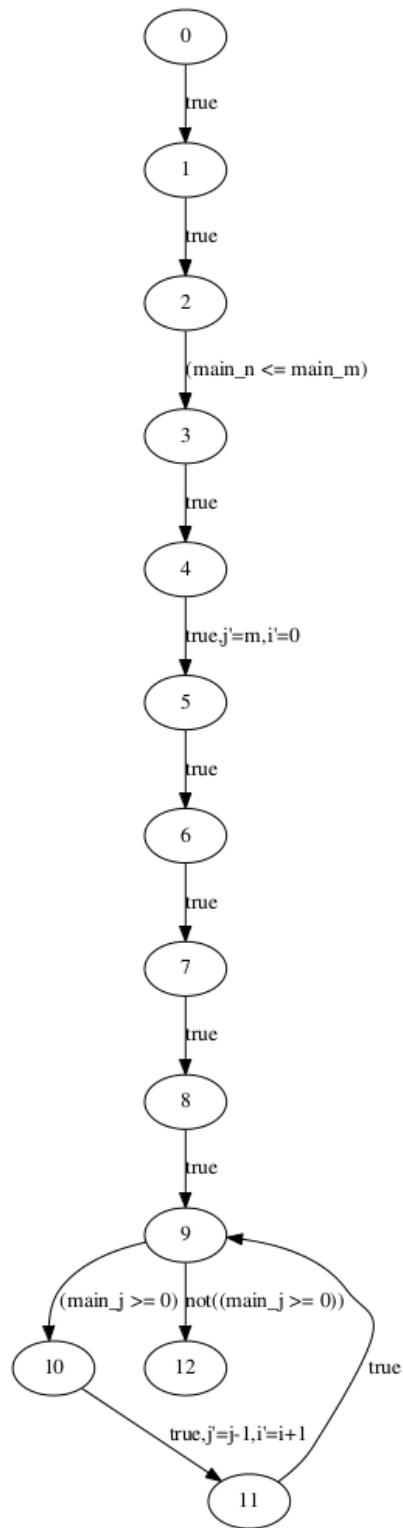 0
true
1
true
2
(main_n <= main_m)
3
true
4
true,j'=m,i'=0
5
true
6
true
7
true
8
true
9
(main_j >= 0) not((main_j >= 0))
10
12
true
true,j'=j-1,i'=i+1
11